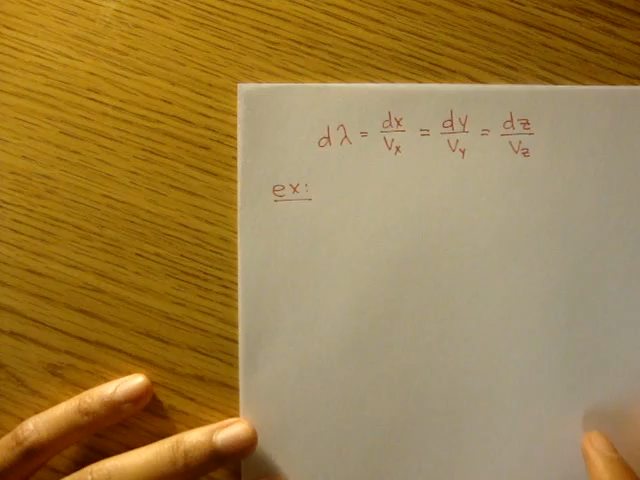 dλ = dx/Vx = dy/Vy = dz/Vz
ex: